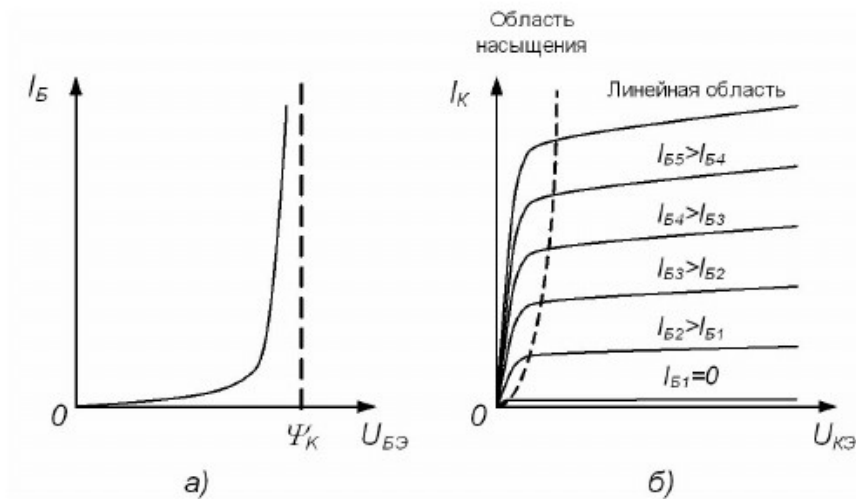 Область
насыщения
I_Б
I_К
Линейная область
I_Б5>I_Б4
I_Б4>I_Б3
I_Б3>I_Б2
I_Б2>I_Б1
I_Б1=0
0
Ψ_K
U_БЭ
0
U_КЭ
а)
б)